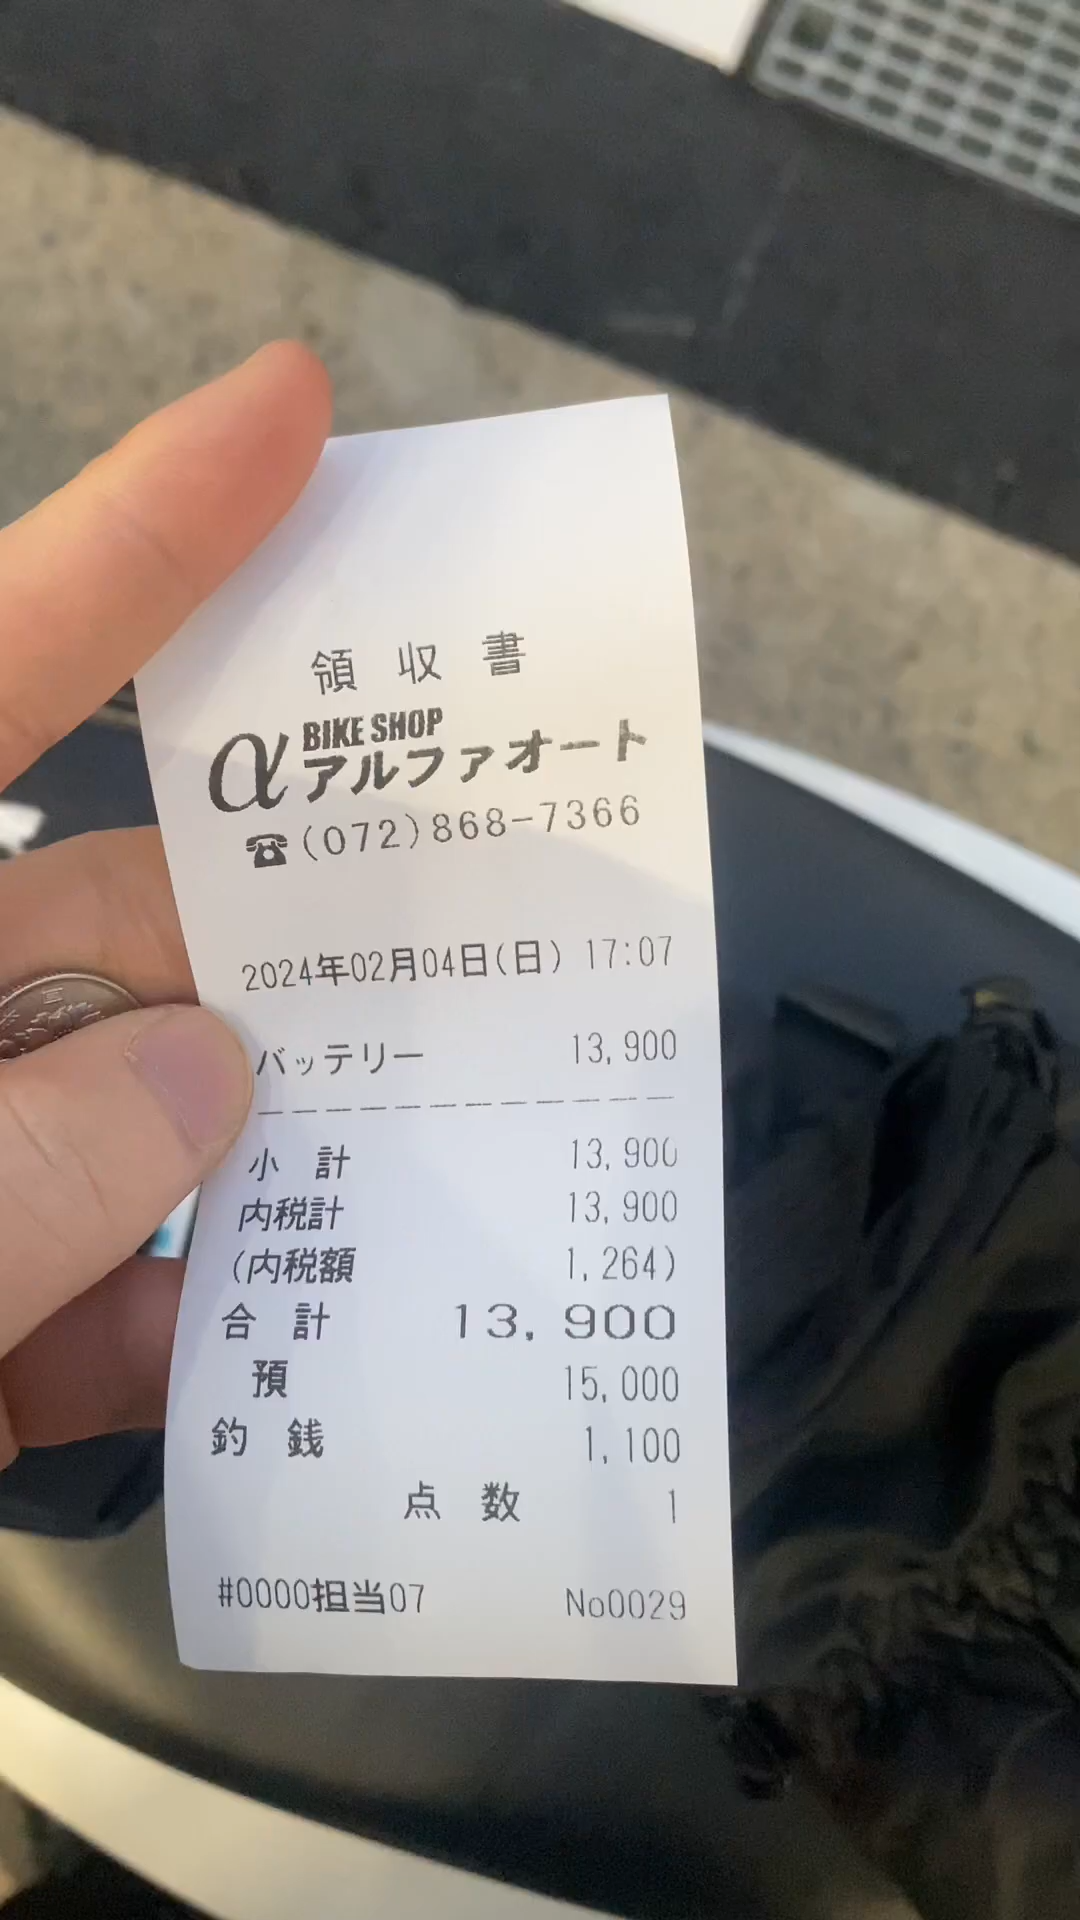 領収書
α BIKE SHOP
アルファオート
☎(072)868-7366
2024年02月04日(日) 17:07
バッテリー 13,900
小計 13,900
内税計 13,900
(内税額 1,264)
合計 13,900
預 15,000
釣銭 1,100
点数 1
#0000担当07 No0029